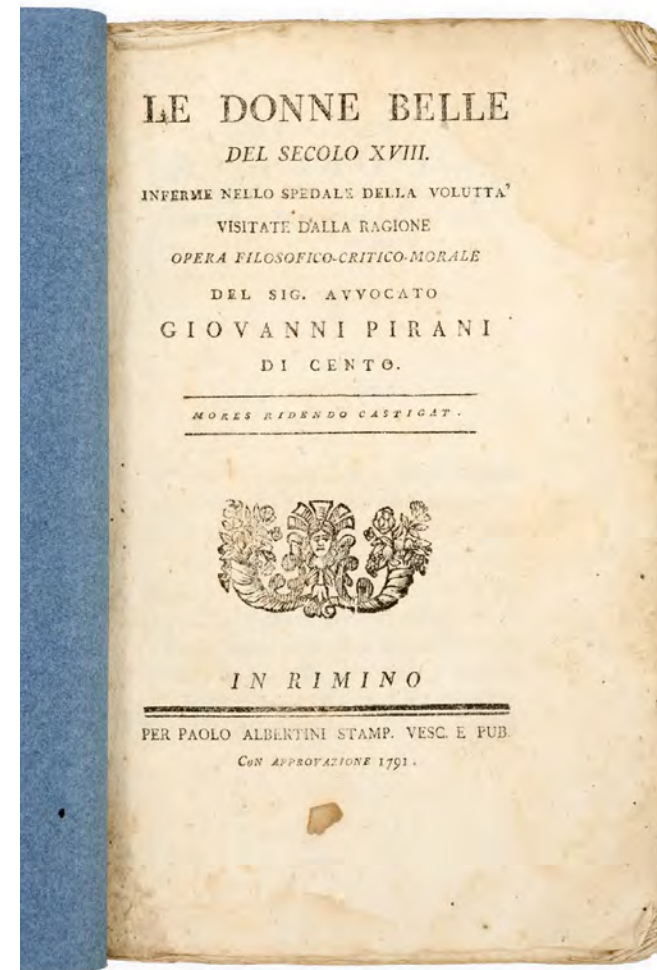 LE DONNE BELLE
DEL SECOLO XVIII.
INFERME NELLO SPEDALE DELLA VOLUTTA'
VISITATE DALLA RAGIONE
OPERA FILOSOFICO-CRITICO-MORALE
DEL SIG. AVVOCATO
GIOVANNI PIRANI
DI CENTO.
MORES RIDENDO CASTIGAT.
IN RIMINO
PER PAOLO ALBERTINI STAMP. VESC. E PUB.
CON APPROVAZIONE 1791.